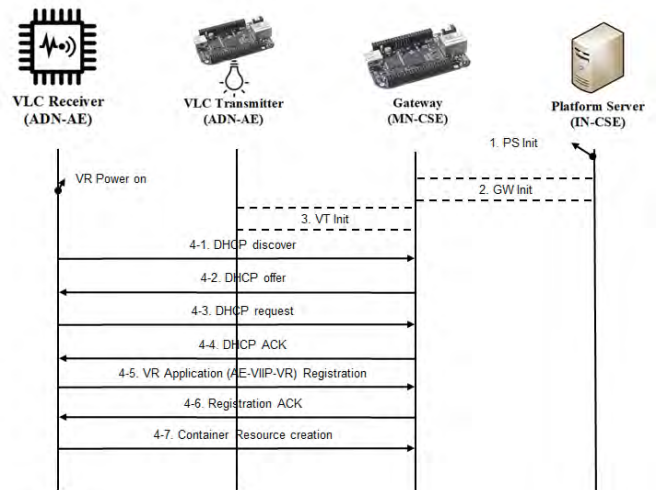 VLC Receiver
(ADN-AE)
VLC Transmitter
(ADN-AE)
Gateway
(MN-CSE)
Platform Server
(IN-CSE)
1. PS Init
VR Power on
2. GW Init
3. VT Init
4-1. DHCP discover
4-2. DHCP offer
4-3. DHCP request
4-4. DHCP ACK
4-5. VR Application (AE-VIIP-VR) Registration
4-6. Registration ACK
4-7. Container Resource creation